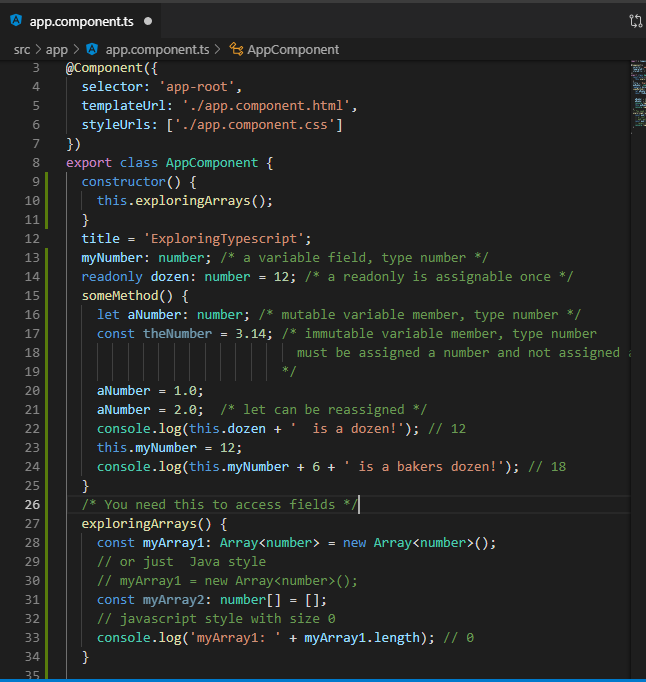 app.component.ts
src > app > app.component.ts > AppComponent
3 @Component({
4   selector: 'app-root',
5   templateUrl: './app.component.html',
6   styleUrls: ['./app.component.css']
7 })
8 export class AppComponent {
9   constructor() {
10     this.exploringArrays();
11   }
12   title = 'ExploringTypescript';
13   myNumber: number; /* a variable field, type number */
14   readonly dozen: number = 12; /* a readonly is assignable once */
15   someMethod() {
16     let aNumber: number; /* mutable variable member, type number */
17     const theNumber = 3.14; /* immutable variable member, type number
18                               must be assigned a number and not assigned
19                             */
20     aNumber = 1.0;
21     aNumber = 2.0;  /* let can be reassigned */
22     console.log(this.dozen + '  is a dozen!'); // 12
23     this.myNumber = 12;
24     console.log(this.myNumber + 6 + ' is a bakers dozen!'); // 18
25   }
26   /* You need this to access fields */
27   exploringArrays() {
28     const myArray1: Array<number> = new Array<number>();
29     // or just  Java style
30     // myArray1 = new Array<number>();
31     const myArray2: number[] = [];
32     // javascript style with size 0
33     console.log('myArray1: ' + myArray1.length); // 0
34   }
35